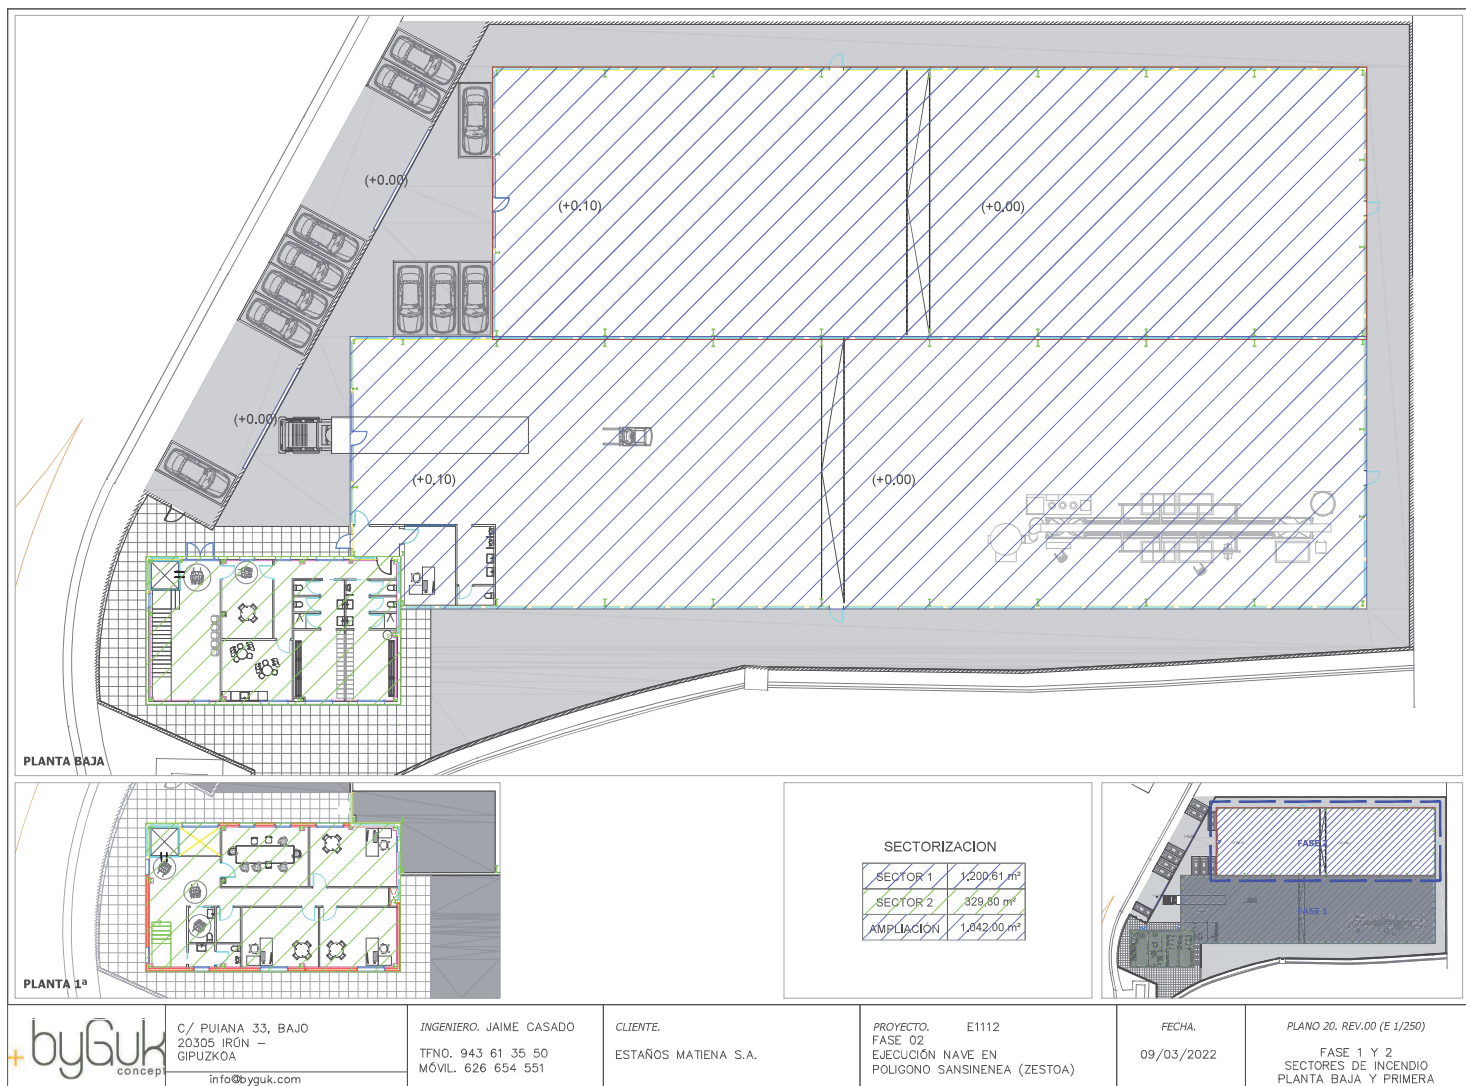 (+0.00)
(+0.10)
(+0.00)
(+0.00)
(+0.10)
(+0.00)
PLANTA BAJA
PLANTA 1ª
SECTORIZACION
SECTOR 1 1,200,61 m²
SECTOR 2 329.80 m²
AMPLIACIÓN 1.042,00 m²
FASE 2
FASE 1
byGuk
concept
C/ PUIANA 33, BAJO
20305 IRÚN –
GIPUZKOA
info@byguk.com
INGENIERO. JAIME CASADO
TFNO. 943 61 35 50
MÓVIL. 626 654 551
CLIENTE.
ESTAÑOS MATIENA S.A.
PROYECTO. E1112
FASE 02
EJECUCIÓN NAVE EN
POLIGONO SANSINENEA (ZESTOA)
FECHA.
09/03/2022
PLANO 20. REV.00 (E 1/250)
FASE 1 Y 2
SECTORES DE INCENDIO
PLANTA BAJA Y PRIMERA